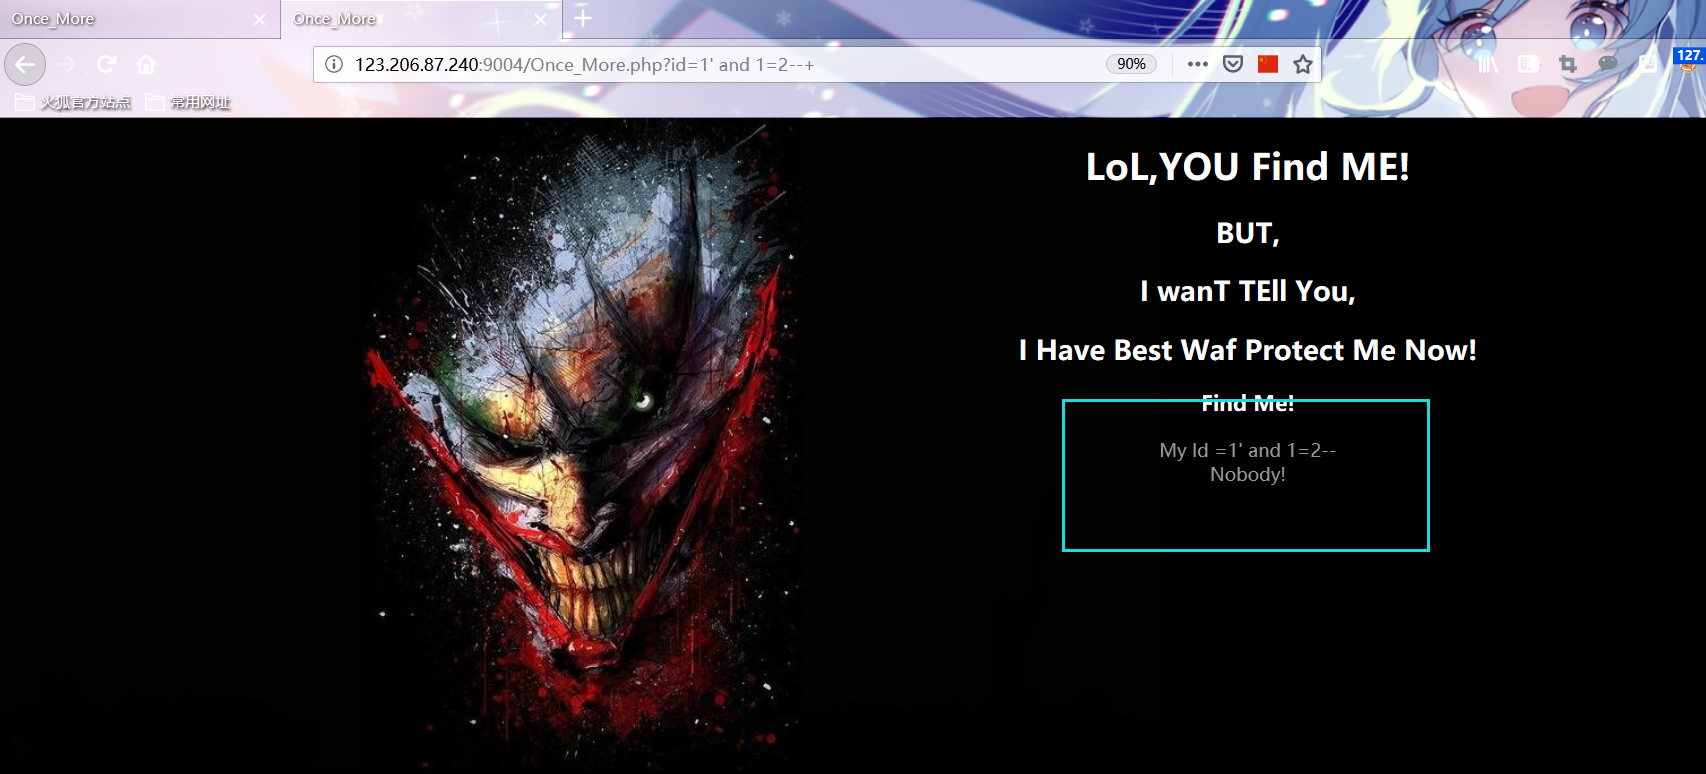 Once_More
Once_More
123.206.87.240:9004/Once_More.php?id=1' and 1=2--+
90%
127.
火狐官方站点
常用网址
LoL,YOU Find ME!
BUT,
I wanT TEll You,
I Have Best Waf Protect Me Now!
Find Me!
My Id =1' and 1=2--
Nobody!